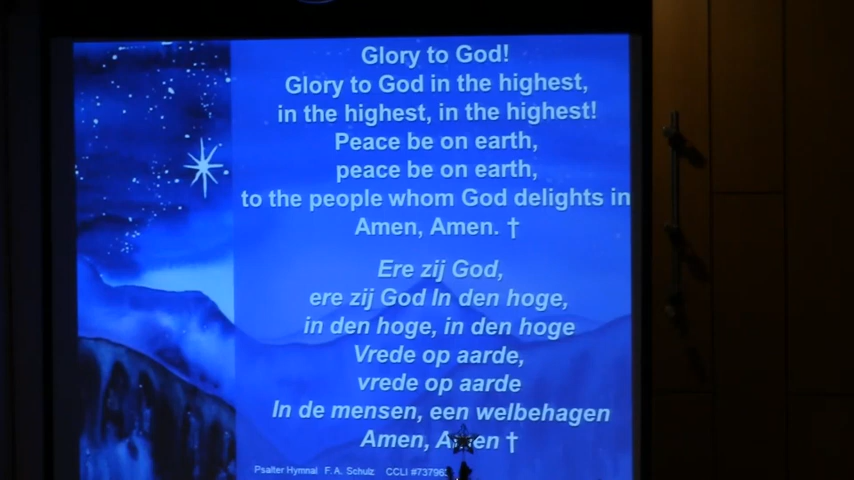 Glory to God!
Glory to God in the highest,
in the highest, in the highest!
Peace be on earth,
peace be on earth,
to the people whom God delights in
Amen, Amen. †
Ere zij God,
ere zij God In den hoge,
in den hoge, in den hoge
Vrede op aarde,
vrede op aarde
In de mensen, een welbehagen
Amen, Amen †
Psalter Hymnal F. A. Schulz CCLI